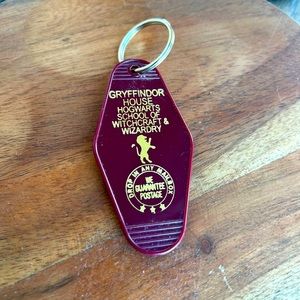 GRYFFINDOR
HOUSE
HOGWARTS
SCHOOL OF
WITCHCRAFT &
WIZARDRY
DROP IN ANY MAILBOX
WE
GUARANTEE
POSTAGE